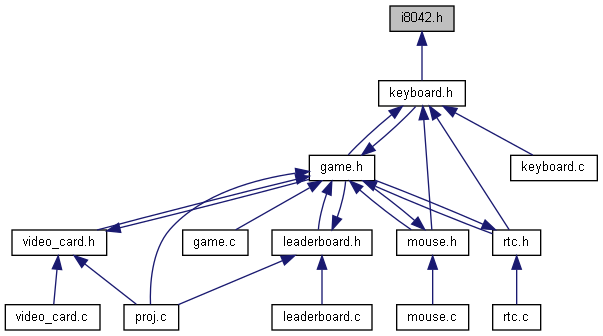 i8042.h
keyboard.h
game.h
keyboard.c
video_card.h
game.c
leaderboard.h
mouse.h
rtc.h
video_card.c
proj.c
leaderboard.c
mouse.c
rtc.c